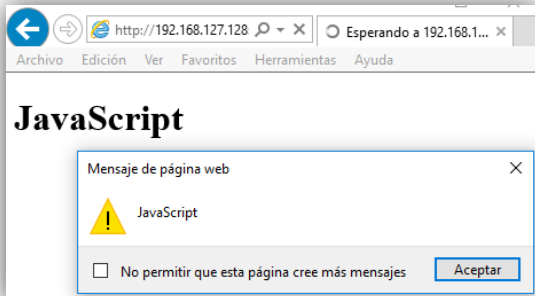 http://192.168.127.128
Esperando a 192.168.1...
Archivo Edición Ver Favoritos Herramientas Ayuda
JavaScript
Mensaje de página web
JavaScript
No permitir que esta página cree más mensajes
Aceptar